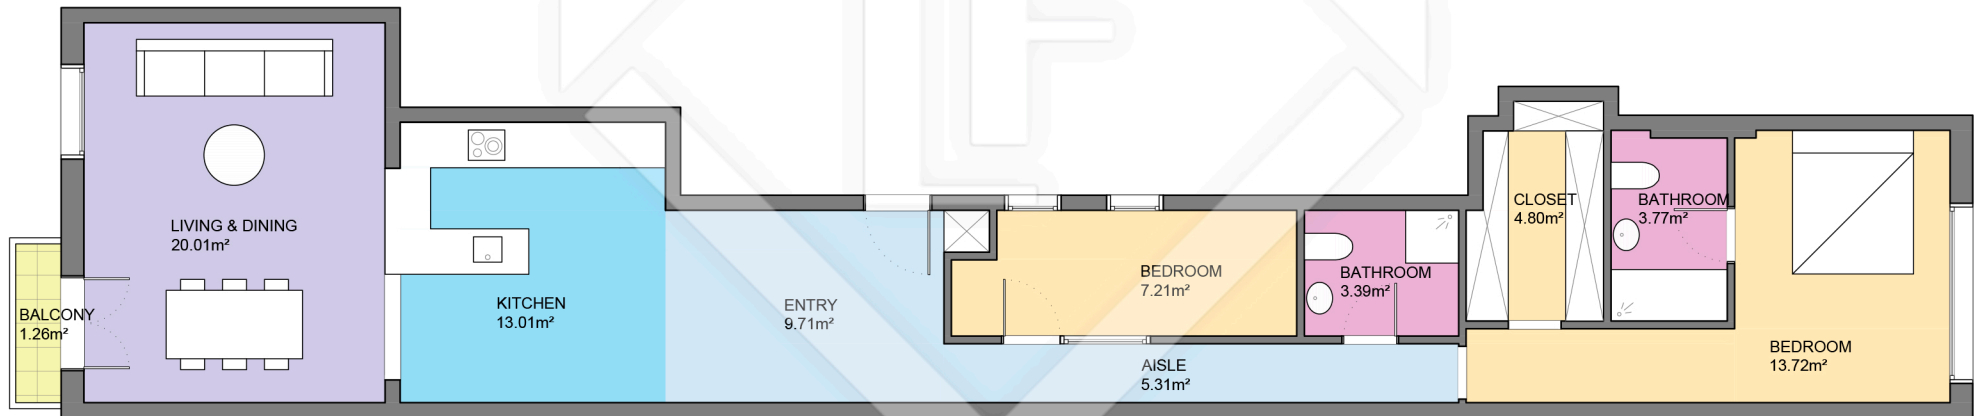 LIVING & DINING
20.01m²
BALCONY
1.26m²
KITCHEN
13.01m²
ENTRY
9.71m²
BEDROOM
7.21m²
AISLE
5.31m²
BATHROOM
3.39m²
CLOSET
4.80m²
BATHROOM
3.77m²
BEDROOM
13.72m²